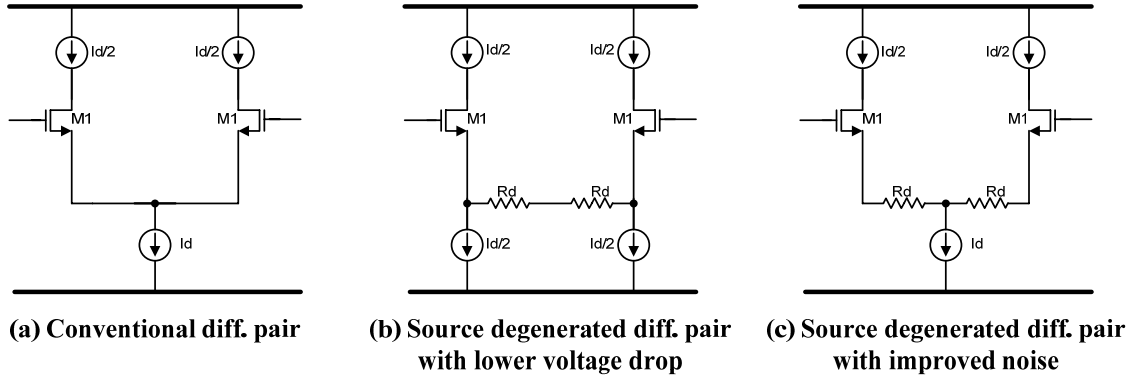 Id/2
Id/2
M1
M1
Id
(a) Conventional diff. pair
Id/2
Id/2
M1
M1
Rd
Rd
Id/2
Id/2
(b) Source degenerated diff. pair
with lower voltage drop
Id/2
Id/2
M1
M1
Rd
Rd
Id
(c) Source degenerated diff. pair
with improved noise